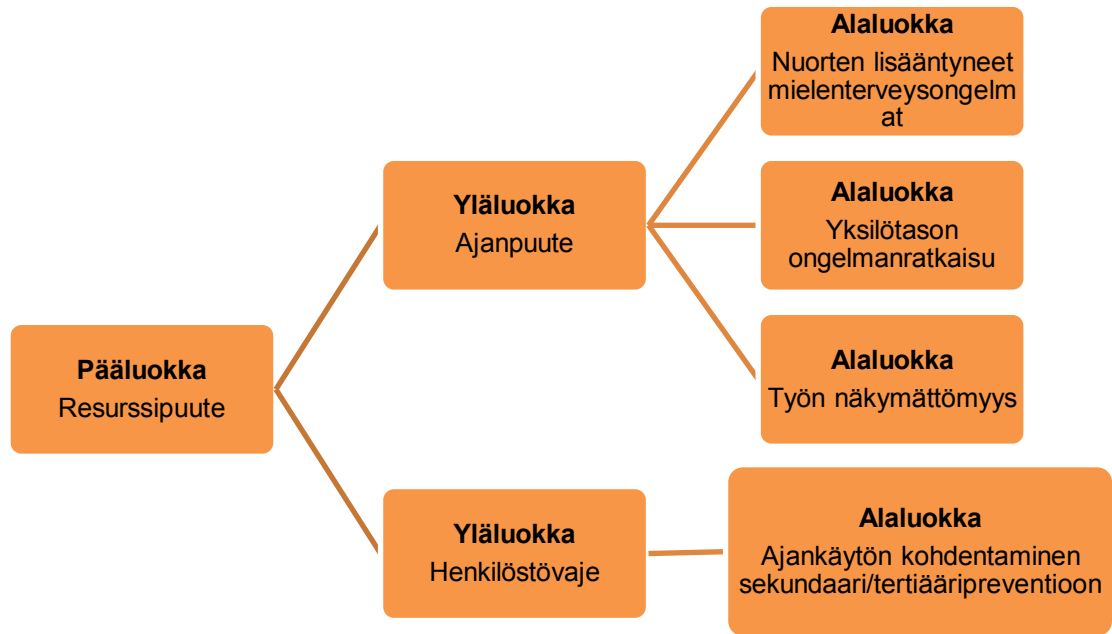 Pääluokka
Resurssipuute
Yläluokka
Ajanpuute
Alaluokka
Nuorten lisääntyneet
mielenterveysongelm
at
Alaluokka
Yksilötason
ongelmanratkaisu
Alaluokka
Työn näkymättömyys
Yläluokka
Henkilöstövaje
Alaluokka
Ajankäytön kohdentaminen
sekundaari/tertiääripreventioon